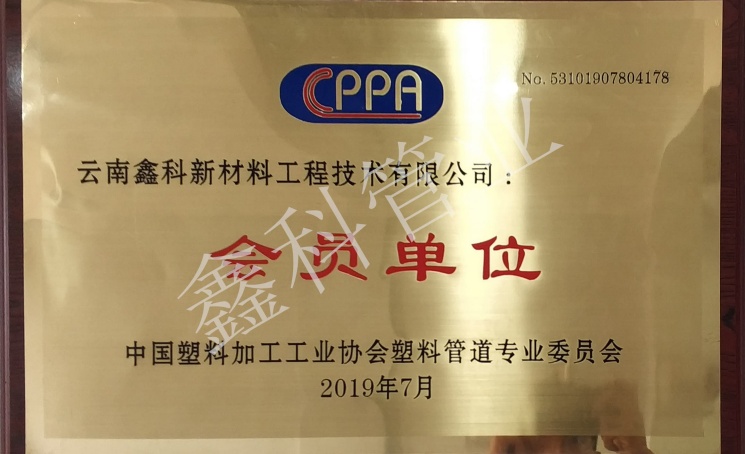 CPPA
No. 53101907804178
云南鑫科新材料工程技术有限公司：
会员单位
中国塑料加工工业协会塑料管道专业委员会
2019年7月
鑫科管业